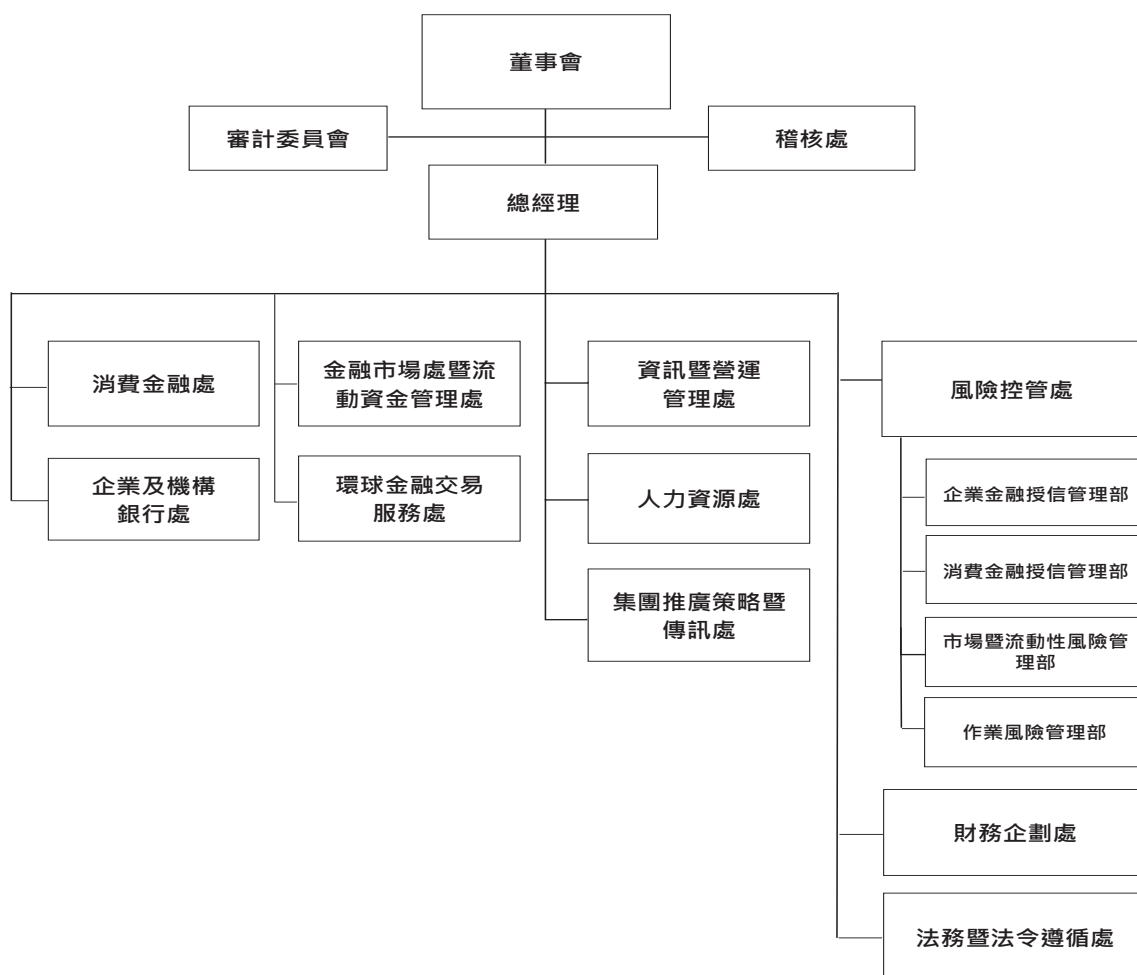 董事會
審計委員會
稽核處
總經理
消費金融處
金融市場處暨流
動資金管理處
資訊暨營運
管理處
風險控管處
企業及機構
銀行處
環球金融交易
服務處
人力資源處
企業金融授信管理部
消費金融授信管理部
集團推廣策略暨
傳訊處
市場暨流動性風險管
理部
作業風險管理部
財務企劃處
法務暨法令遵循處